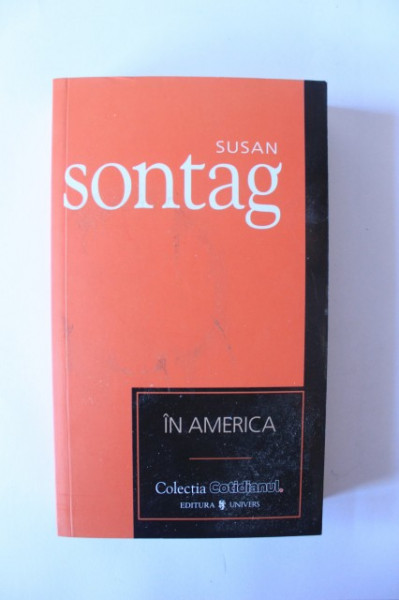 SUSAN
sontag
ÎN AMERICA
Colecția Cotidianul.
EDITURA UNIVERS